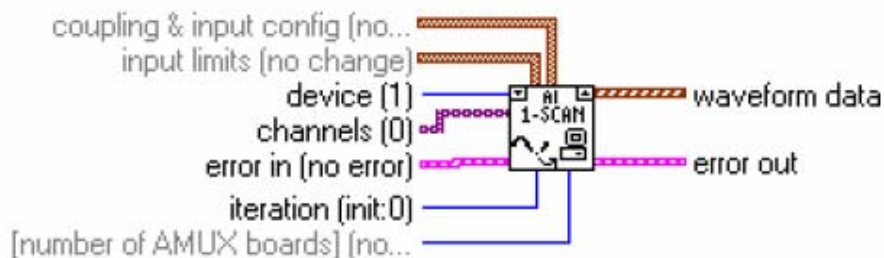 coupling & input config (no...
input limits (no change)
device (1)
channels (0)
error in (no error)
iteration (init:0)
[number of AMUX boards] (no...
AI
1-SCAN
waveform data
error out